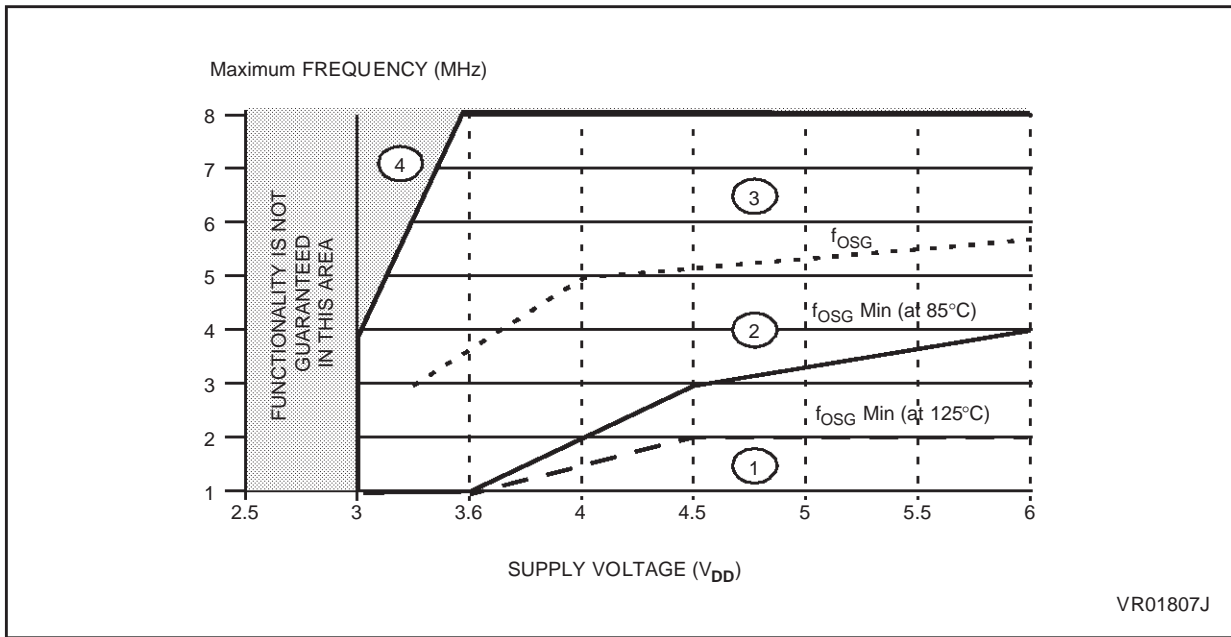 Maximum FREQUENCY (MHz)
8
7
6
5
4
3
2
1
FUNCTIONALITY IS NOT
GUARANTEED
IN THIS AREA
4
3
fOSG
fOSG Min (at 85°C)
2
fOSG Min (at 125°C)
1
2.5 3 3.6 4 4.5 5 5.5 6
SUPPLY VOLTAGE (VDD)
VR01807J